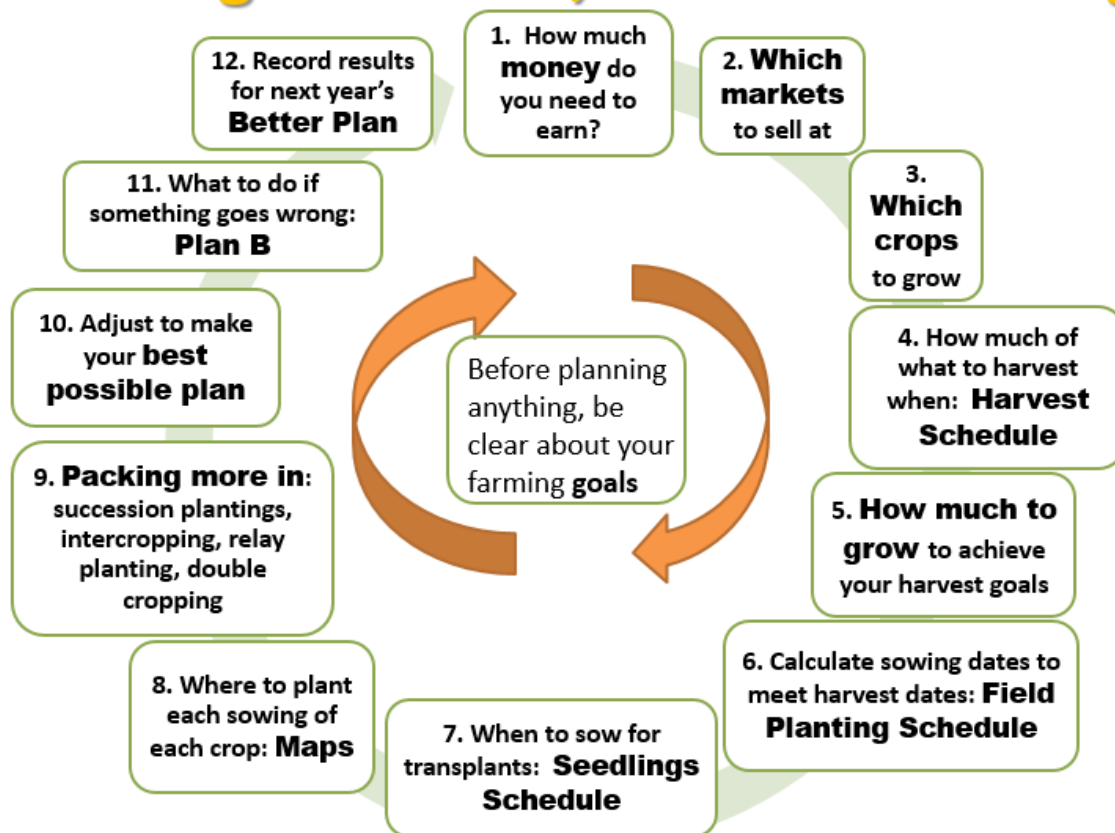 1. How much
money do
you need to
earn?
2. Which
markets
to sell at
3.
Which
crops
to grow
4. How much of
what to harvest
when: Harvest
Schedule
5. How much to
grow to achieve
your harvest goals
6. Calculate sowing dates to
meet harvest dates: Field
Planting Schedule
7. When to sow for
transplants: Seedlings
Schedule
8. Where to plant
each sowing of
each crop: Maps
9. Packing more in:
succession plantings,
intercropping, relay
planting, double
cropping
10. Adjust to make
your best
possible plan
11. What to do if
something goes wrong:
Plan B
12. Record results
for next year's
Better Plan
Before planning
anything, be
clear about your
farming goals